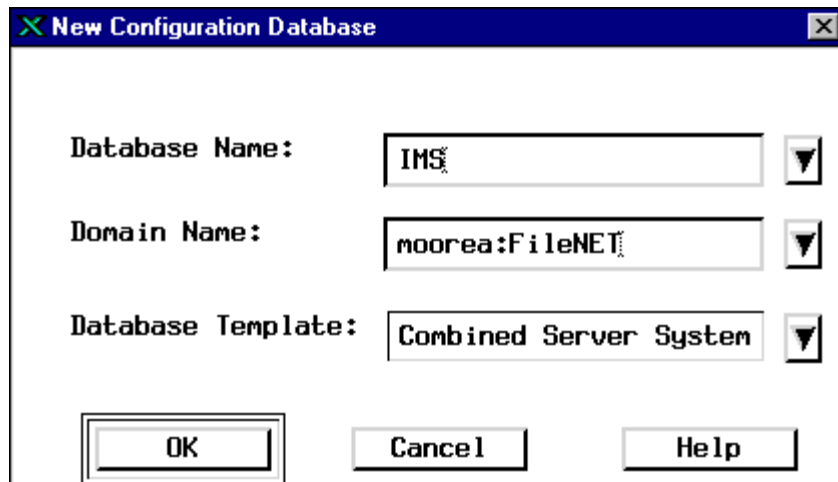 New Configuration Database
Database Name: IMS
Domain Name: moorea:FileNET
Database Template: Combined Server System
OK Cancel Help